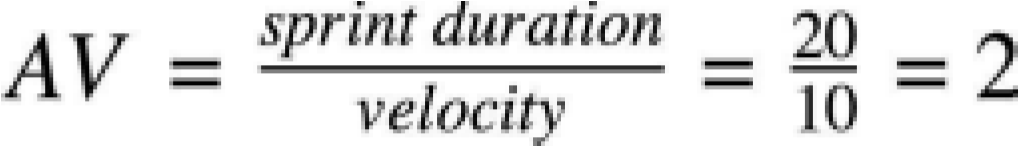 AV = sprint duration / velocity = 20 / 10 = 2